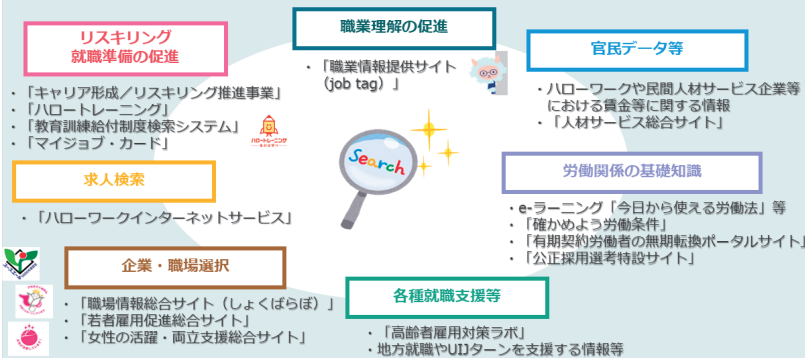 リスキリング
就職準備の促進
・「キャリア形成／リスキリング推進事業」
・「ハロートレーニング」
・「教育訓練給付制度検索システム」
・「マイジョブ・カード」
ハロートレーニング
職業理解の促進
・「職業情報提供サイト
（job tag）」
官民データ等
・ハローワークや民間人材サービス企業等
における賃金等に関する情報
・「人材サービス総合サイト」
Search
求人検索
・「ハローワークインターネットサービス」
労働関係の基礎知識
・e-ラーニング「今日から使える労働法」等
・「確かめよう労働条件」
・「有期契約労働者の無期転換ポータルサイト」
・「公正採用選考特設サイト」
企業・職場選択
・「職場情報総合サイト（しょくばらぼ）」
・「若者雇用促進総合サイト」
・「女性の活躍・両立支援総合サイト」
各種就職支援等
・「高齢者雇用対策ラボ」
・地方就職やUIJターンを支援する情報等